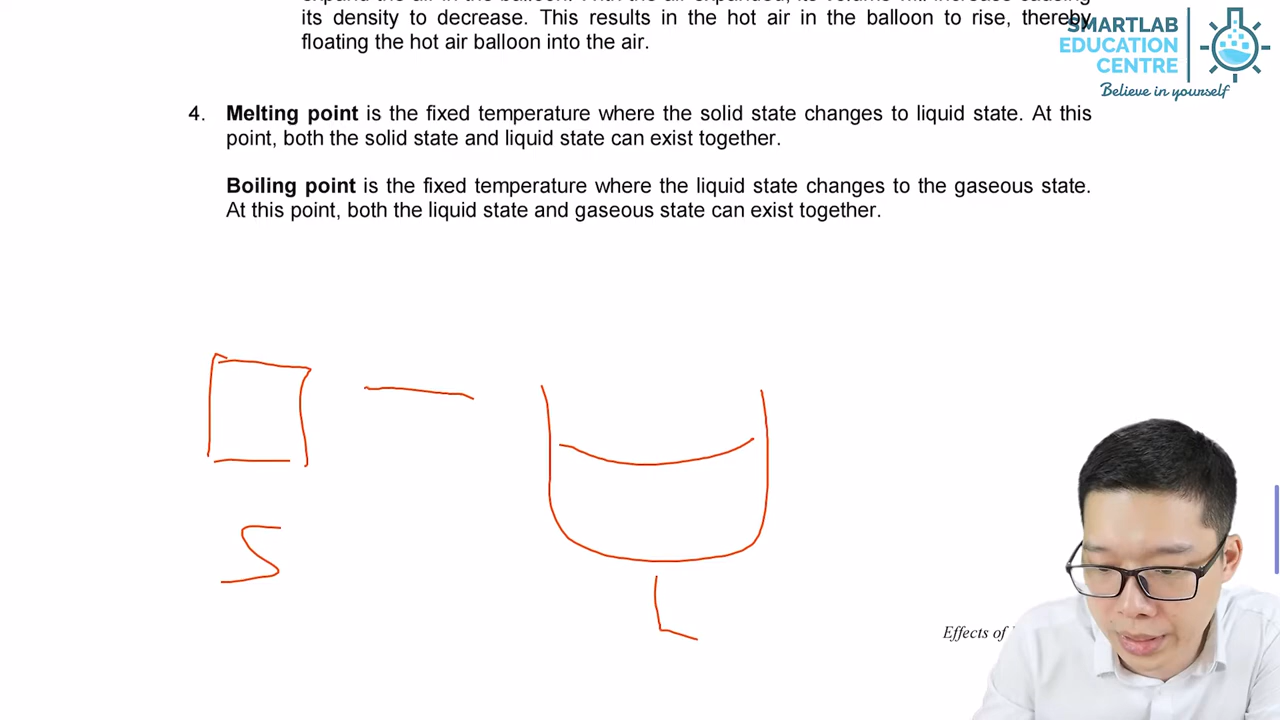 its density to decrease. This results in the hot air in the balloon to rise, thereby
floating the hot air balloon into the air.
SMARTLAB
EDUCATION
CENTRE
Believe in yourself
4. Melting point is the fixed temperature where the solid state changes to liquid state. At this
point, both the solid state and liquid state can exist together.
Boiling point is the fixed temperature where the liquid state changes to the gaseous state.
At this point, both the liquid state and gaseous state can exist together.
S
L
Effects of